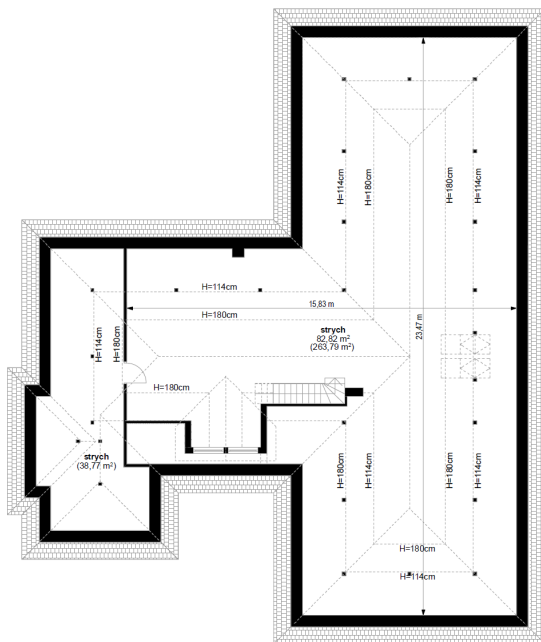 H=114cm
H=180cm
H=180cm
H=114cm
H=114cm
15,83 m
H=180cm
strych
82,82 m²
(263,79 m²)
23,47 m
H=114cm
H=180cm
H=180cm
strych
(38,77 m²)
H=180cm
H=114cm
H=180cm
H=114cm
H=180cm
H=114cm